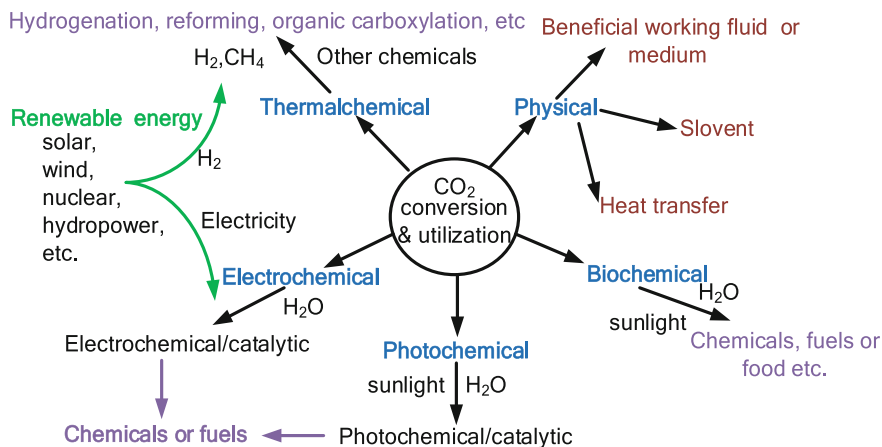 Hydrogenation, reforming, organic carboxylation, etc
H2,CH4
Other chemicals
Thermalchemical
Beneficial working fluid or
medium
Physical
Slovent
Heat transfer
Renewable energy
solar,
wind,
nuclear,
hydropower,
etc.
H2
Electricity
CO2
conversion
& utilization
Electrochemical
H2O
Electrochemical/catalytic
Biochemical
H2O
sunlight
Chemicals, fuels or
food etc.
Photochemical
sunlight
H2O
Chemicals or fuels
Photochemical/catalytic